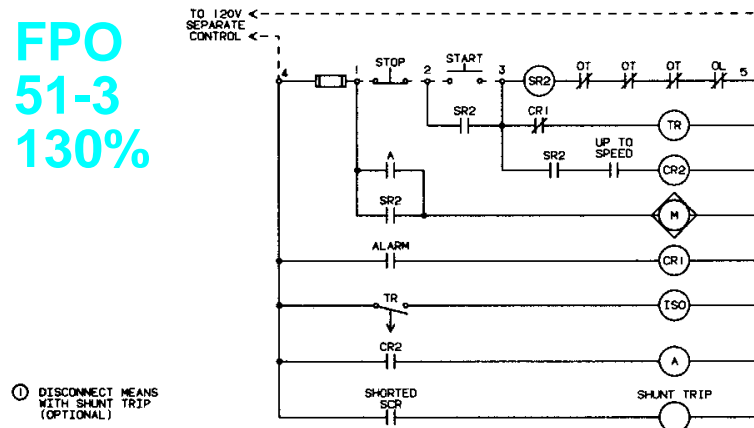 TO 120V
SEPARATE
CONTROL
FPO
51-3
130%
4
1
STOP
2
START
3
SR2
OT
OT
OT
OL
5
SR2
CR1
TR
SR2
UP TO
SPEED
CR2
A
SR2
M
ALARM
CR1
TR
ISO
CR2
A
SHORTED
SCR
SHUNT TRIP
1 DISCONNECT MEANS
WITH SHUNT TRIP
(OPTIONAL)